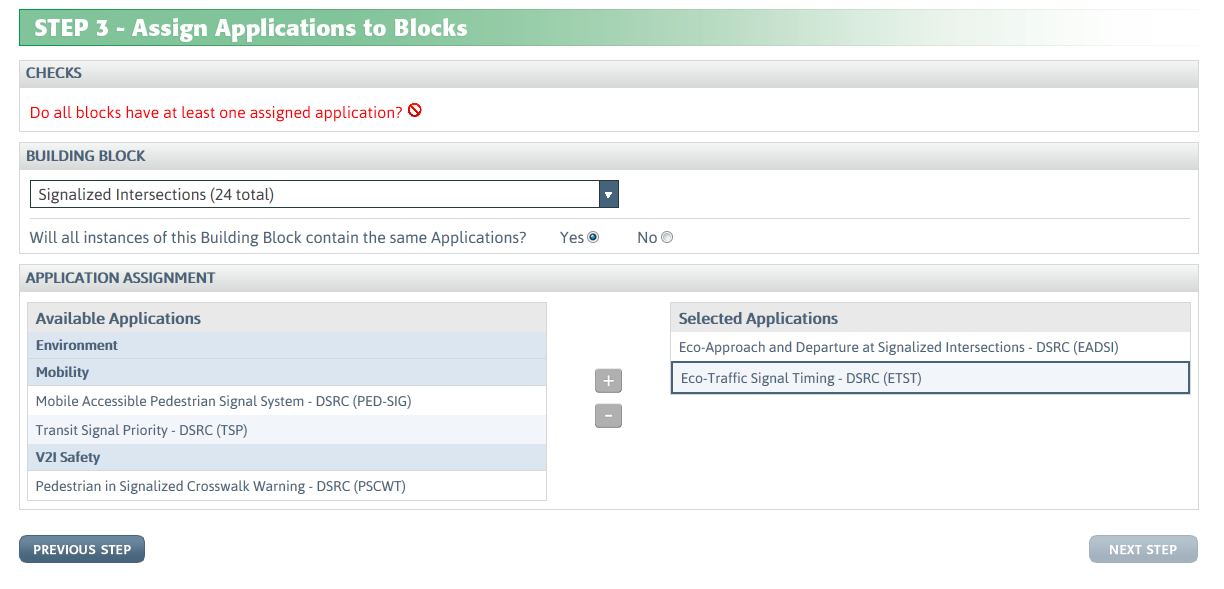 STEP 3 - Assign Applications to Blocks
CHECKS
Do all blocks have at least one assigned application?
BUILDING BLOCK
Signalized Intersections (24 total)
Will all instances of this Building Block contain the same Applications? Yes No
APPLICATION ASSIGNMENT
Available Applications
Environment
Mobility
Mobile Accessible Pedestrian Signal System - DSRC (PED-SIG)
Transit Signal Priority - DSRC (TSP)
V2I Safety
Pedestrian in Signalized Crosswalk Warning - DSRC (PSCWT)
+
-
Selected Applications
Eco-Approach and Departure at Signalized Intersections - DSRC (EADSI)
Eco-Traffic Signal Timing - DSRC (ETST)
PREVIOUS STEP
NEXT STEP